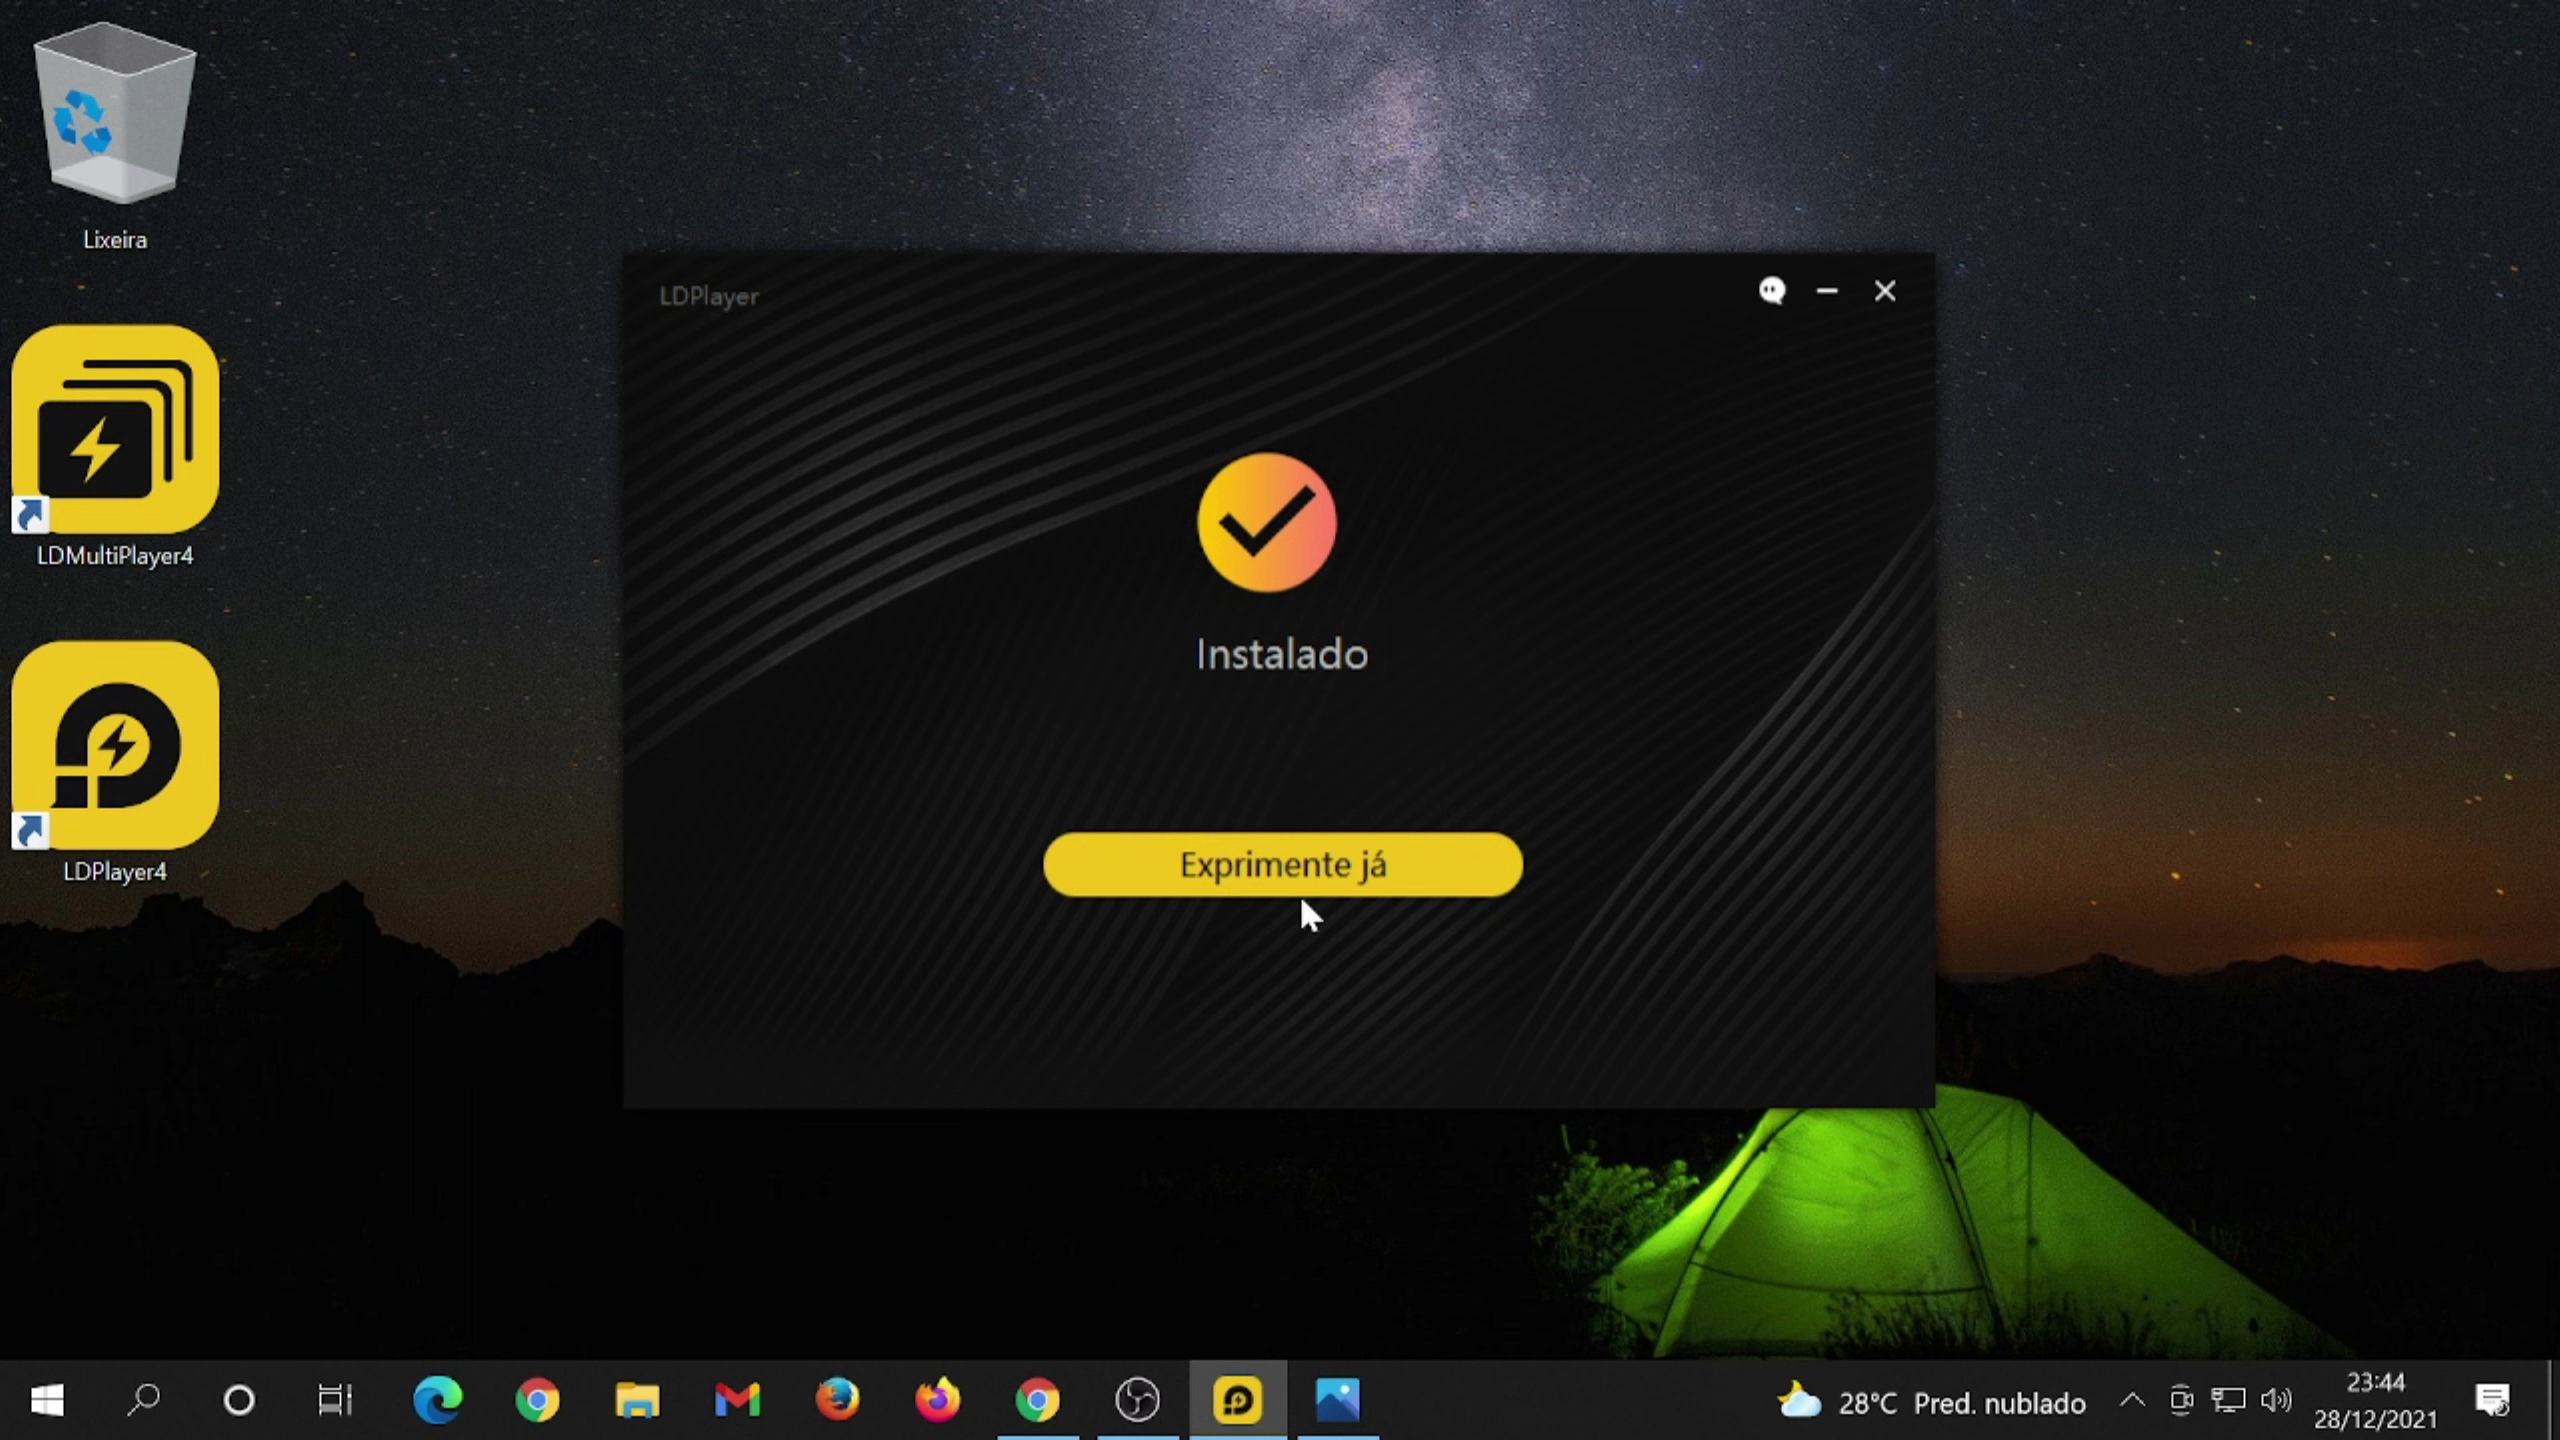 Lixeira
LDMultiPlayer4
LDPlayer4
LDPlayer
Instalado
Exprimente já
28°C Pred. nublado
23:44
28/12/2021